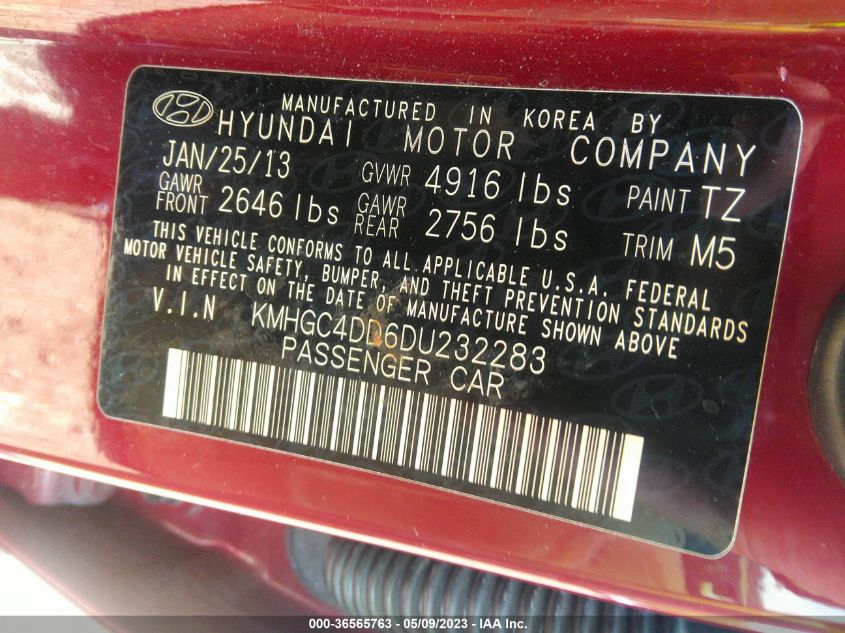 MANUFACTURED IN KOREA BY
HYUNDAI MOTOR COMPANY
JAN/25/13 GVWR 4916 lbs PAINT TZ
GAWR FRONT 2646 lbs GAWR REAR 2756 lbs TRIM M5
THIS VEHICLE CONFORMS TO ALL APPLICABLE U.S.A. FEDERAL
MOTOR VEHICLE SAFETY, BUMPER, AND THEFT PREVENTION STANDARDS
IN EFFECT ON THE DATE OF MANUFACTURE SHOWN ABOVE
V.I.N KMHGC4DD6DU232283
PASSENGER CAR
000-36565763 - 05/09/2023 - IAA Inc.